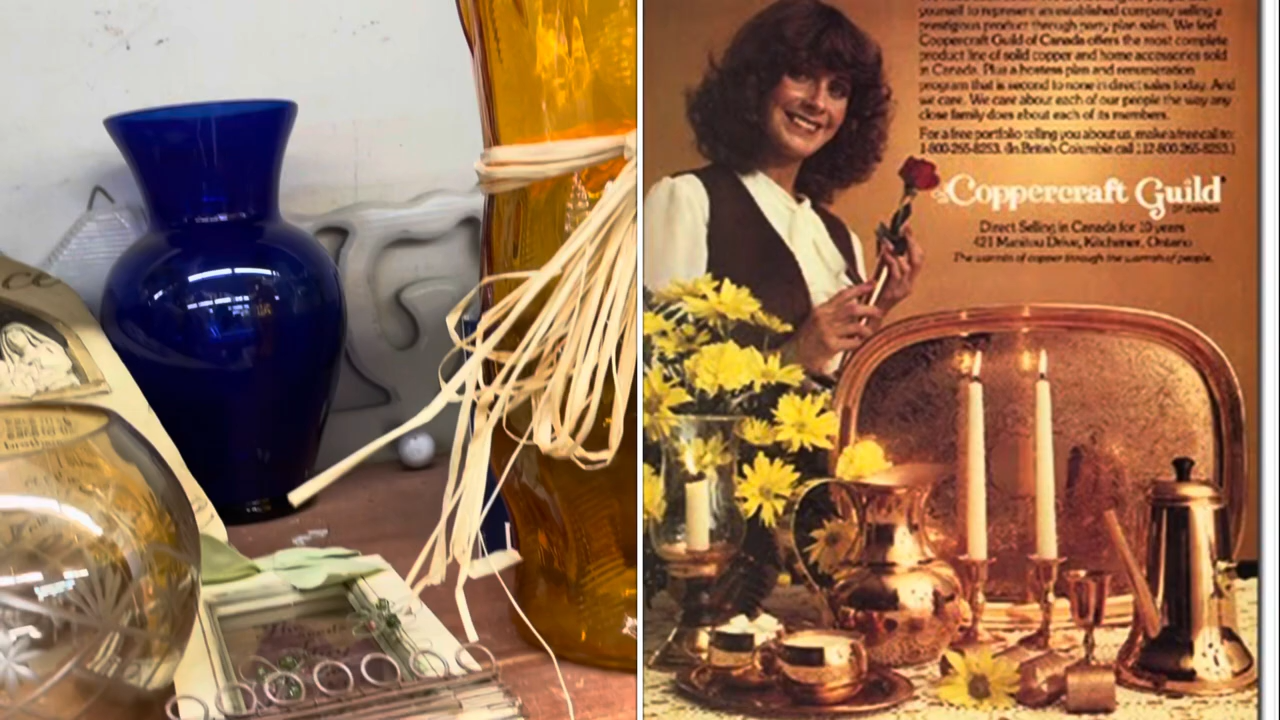 yourself to represent an established company selling a
prestigious product through party plan sales. We feel
Coppercraft Guild of Canada offers the most complete
product line of solid copper and home accessories sold
in Canada. Plus a hostess plan and remuneration
program that is second to none in direct sales today. And
we care. We care about each of our people the way any
close family does about each of its members.
For a free portfolio telling you about us, make a free call to:
1-800-265-8253. (In British Columbia call 112-800-265-8253.)
Coppercraft Guild
OF CANADA
Direct Selling in Canada for 20 years
421 Manitou Drive, Kitchener, Ontario
The warmth of copper through the warmth of people.